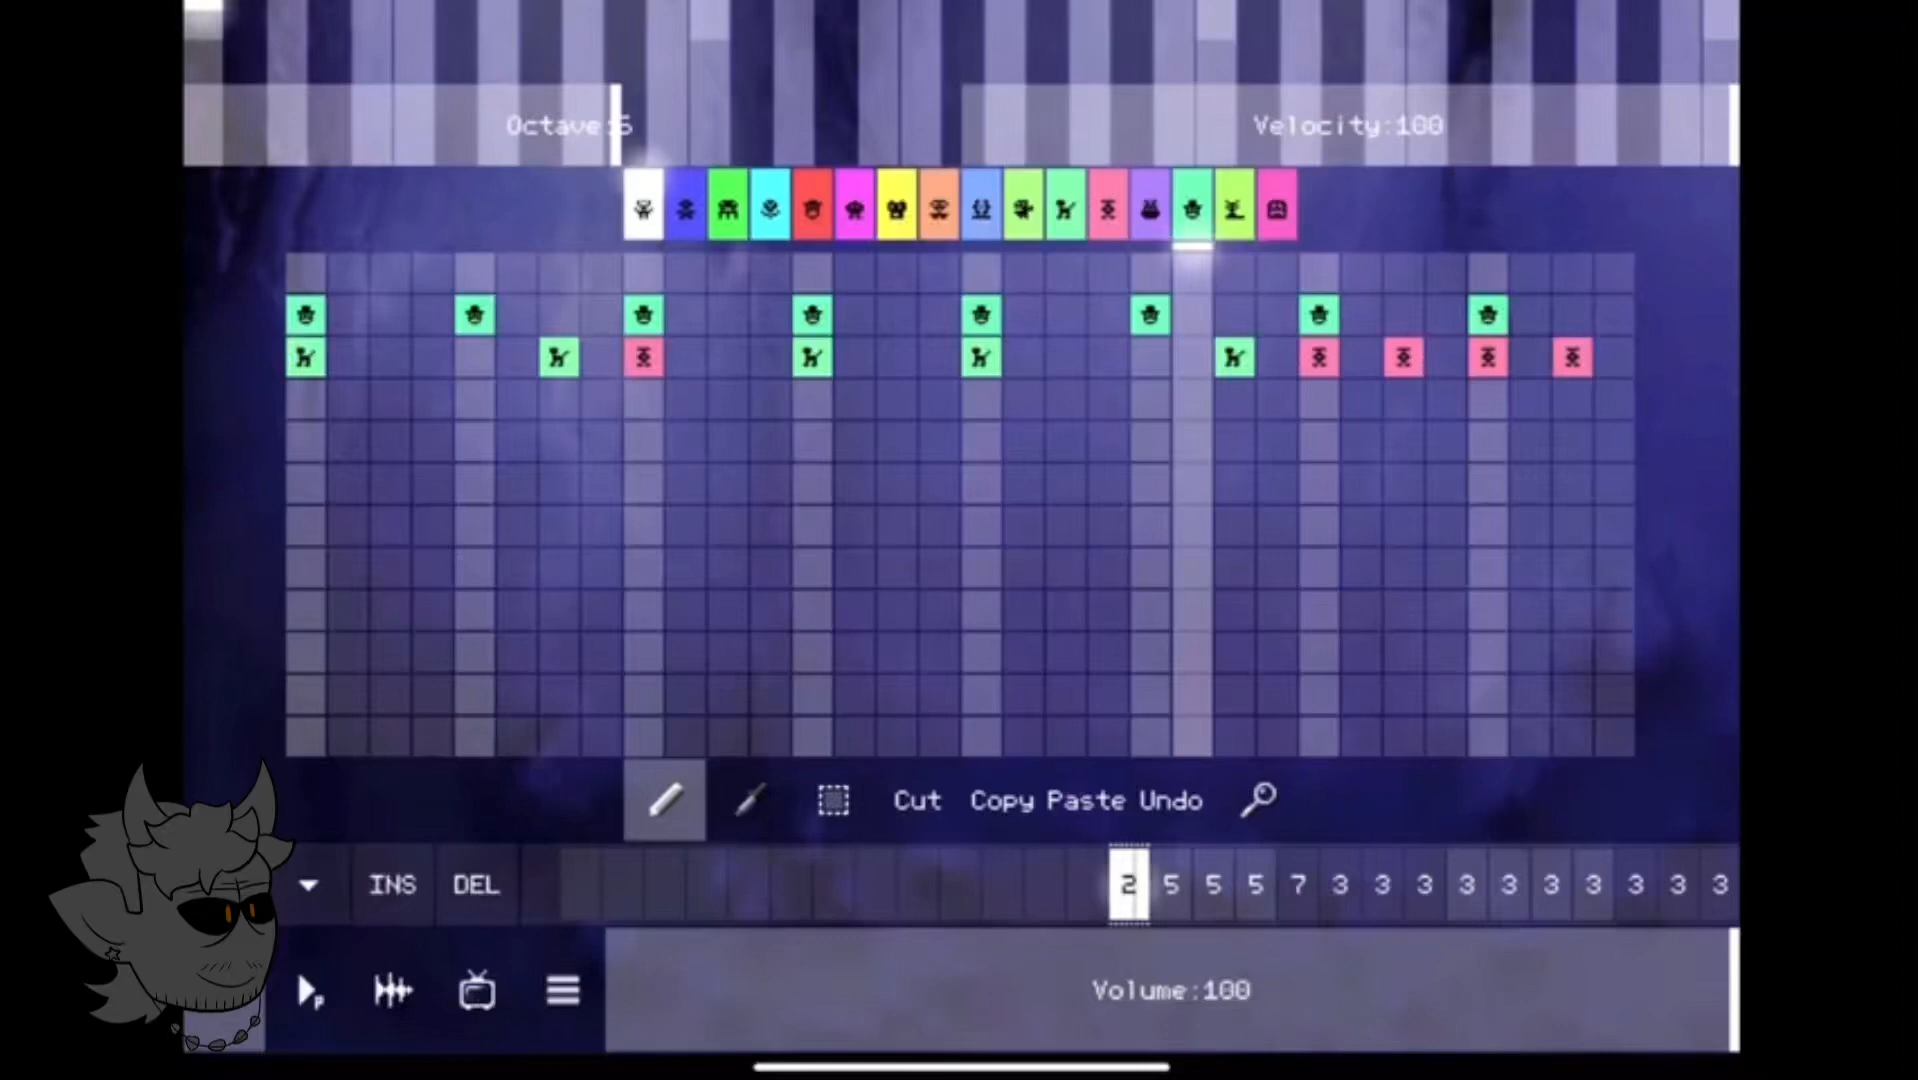 Octave:5 Velocity:100
Cut Copy Paste Undo
INS DEL 2 5 5 5 7 3 3 3 3 3 3 3 3 3 3
Volume:100